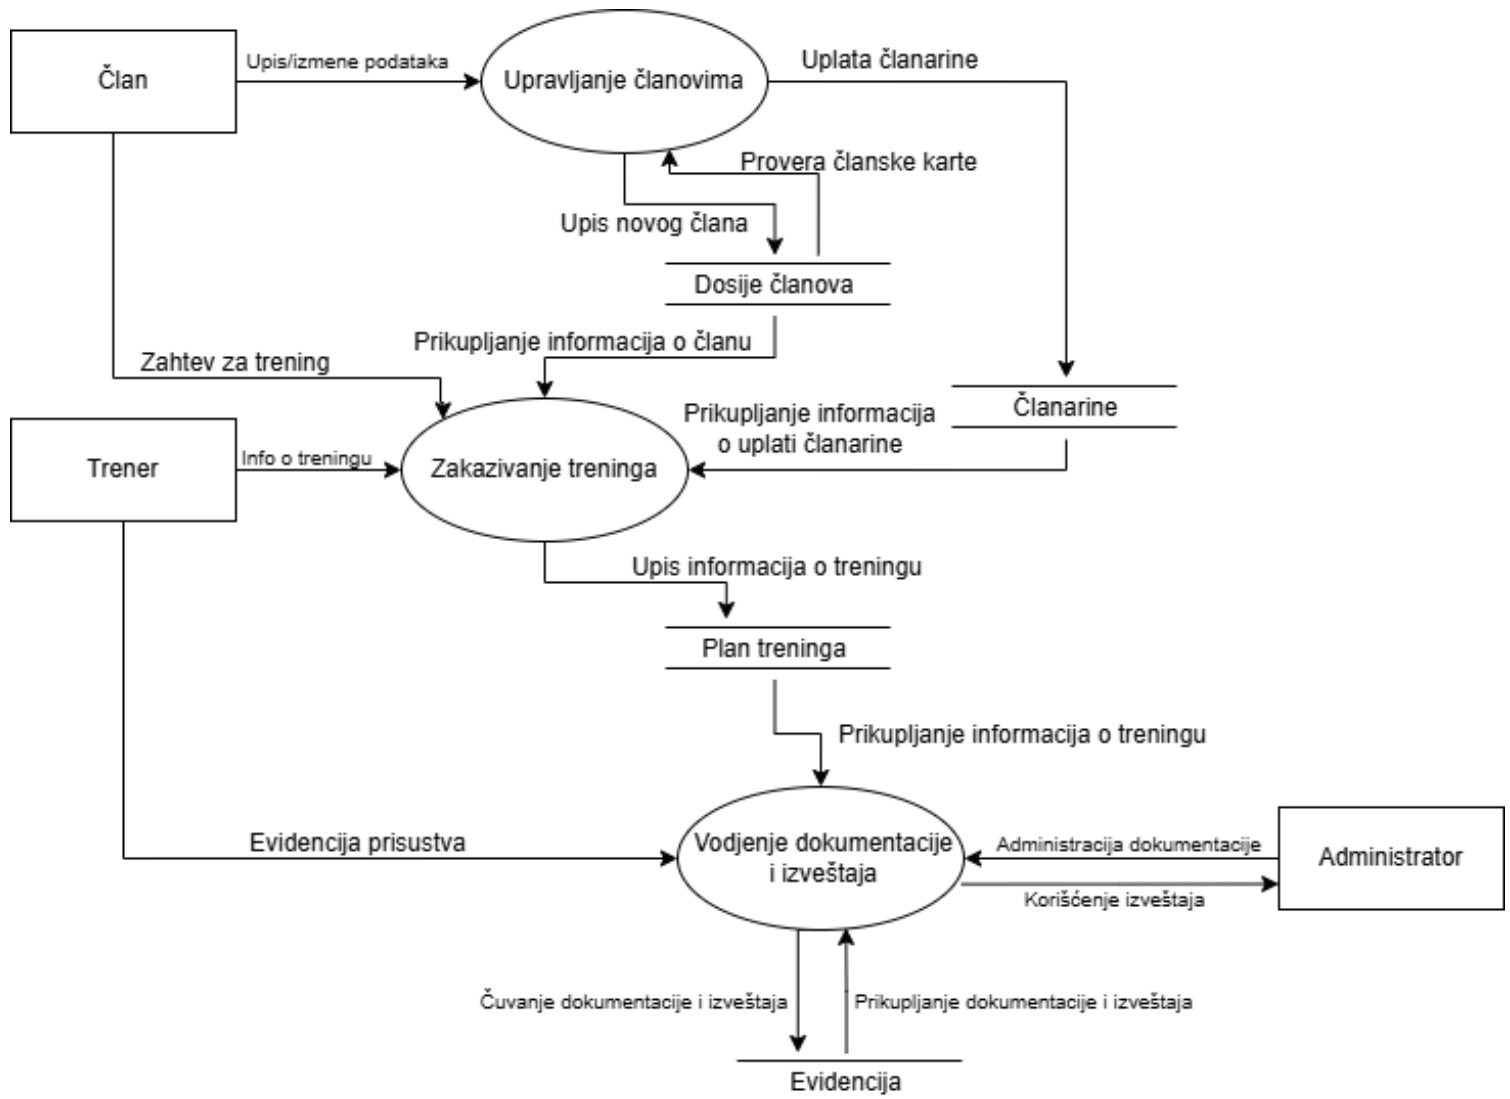 Član
Upis/izmene podataka
Upravljanje članovima
Uplata članarine
Provera članske karte
Upis novog člana
Dosije članova
Prikupljanje informacija o članu
Zahtev za trening
Članarine
Prikupljanje informacija
o uplati članarine
Trener
Info o treningu
Zakazivanje treninga
Upis informacija o treningu
Plan treninga
Prikupljanje informacija o treningu
Evidencija prisustva
Vodjenje dokumentacije
i izveštaja
Administracija dokumentacije
Administrator
Korišćenje izveštaja
Čuvanje dokumentacije i izveštaja
Prikupljanje dokumentacije i izveštaja
Evidencija